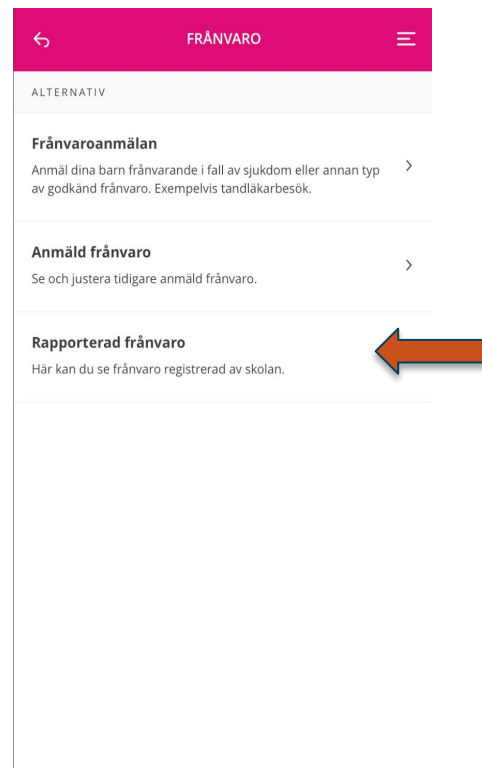 FRÅNVARO
ALTERNATIV
Frånvaroanmälan
Anmäl dina barn frånvarande i fall av sjukdom eller annan typ
av godkänd frånvaro. Exempelvis tandläkarbesök.
Anmäld frånvaro
Se och justera tidigare anmäld frånvaro.
Rapporterad frånvaro
Här kan du se frånvaro registrerad av skolan.